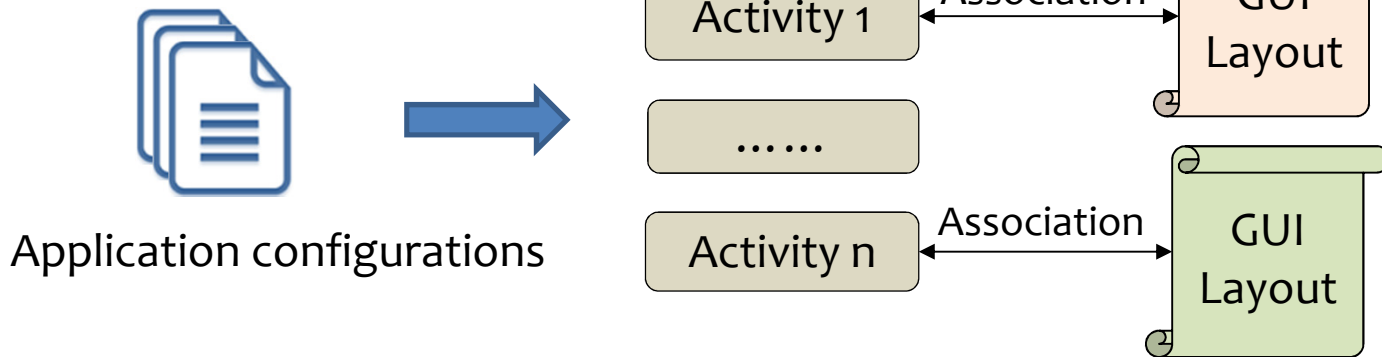 Association
GUI
Activity 1
Layout
......
Application configurations
Activity n
Association
GUI
Layout